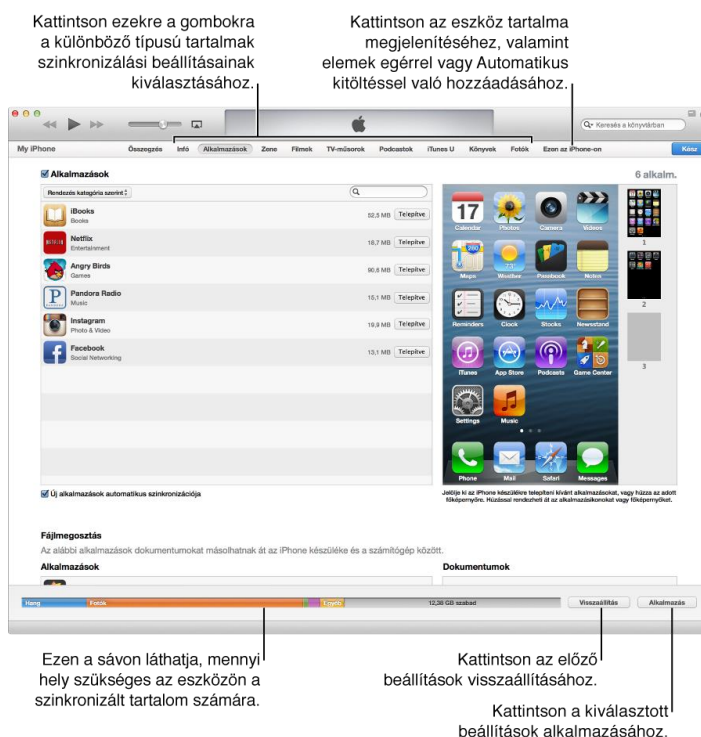 Kattintson ezekre a gombokra
a különböző típusú tartalmak
szinkronizálási beállításainak
kiválasztásához.
Kattintson az eszköz tartalma
megjelenítéséhez, valamint
elemek egérrel vagy Automatikus
kitöltéssel való hozzáadásához.
Keresés a könyvtárban
My iPhone Összegzés Infó Alkalmazások Zene Filmek TV-műsorok Podcastok iTunes U Könyvek Fotók Ezen az iPhone-on Kész
Alkalmazások
6 alkalm.
Rendezés kategória szerint
iBooks
Books
52,5 MB Telepítve
Netflix
Entertainment
18,7 MB Telepítve
Angry Birds
Games
90,6 MB Telepítve
Pandora Radio
Music
15,1 MB Telepítve
Instagram
Photo & Video
19,9 MB Telepítve
Facebook
Social Networking
13,1 MB Telepítve
NETFLIX
17
280
73°
Calendar Photos Camera Videos
Maps Weather Passbook Notes
Reminders Clock Stocks Newsstand
iTunes App Store Podcasts Game Center
Settings Music
Phone Mail Safari Messages
1
2
3
Új alkalmazások automatikus szinkronizációja
Jelölje ki az iPhone készülékre telepíteni kívánt alkalmazásokat, vagy húzza az adott
főképernyőre. Húzással rendezheti át az alkalmazásikonokat vagy főképernyőket.
Fájlmegosztás
Az alábbi alkalmazások dokumentumokat másolhatnak át az iPhone készüléke és a számítógép között.
Alkalmazások Dokumentumok
Hang Fotók Egyéb 12,38 GB szabad Visszaállítás Alkalmazás
Ezen a sávon láthatja, mennyi
hely szükséges az eszközön a
szinkronizált tartalom számára.
Kattintson az előző
beállítások visszaállításához.
Kattintson a kiválasztott
beállítások alkalmazásához.